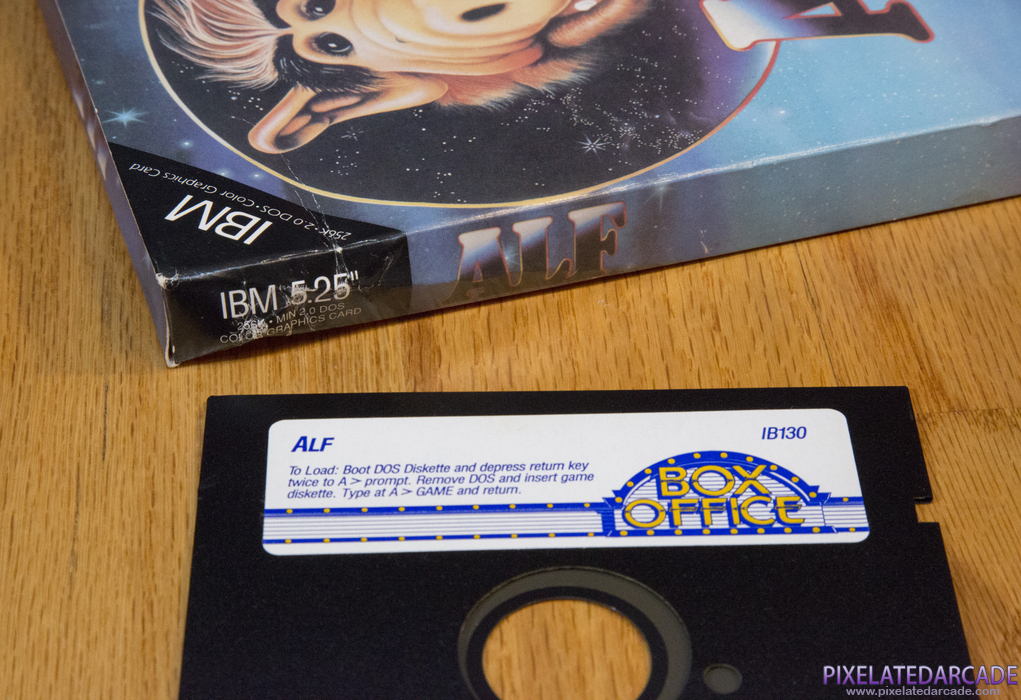 A
256K • 2.0 DOS • Color Graphics Card
IBM
ALF
IBM 5.25"
256K • MIN 2.0 DOS
COLOR GRAPHICS CARD
ALF
IB130
To Load: Boot DOS Diskette and depress return key
twice to A > prompt. Remove DOS and insert game
diskette. Type at A > GAME and return.
BOX
OFFICE
PIXELATEDARCADE
www.pixelatedarcade.com